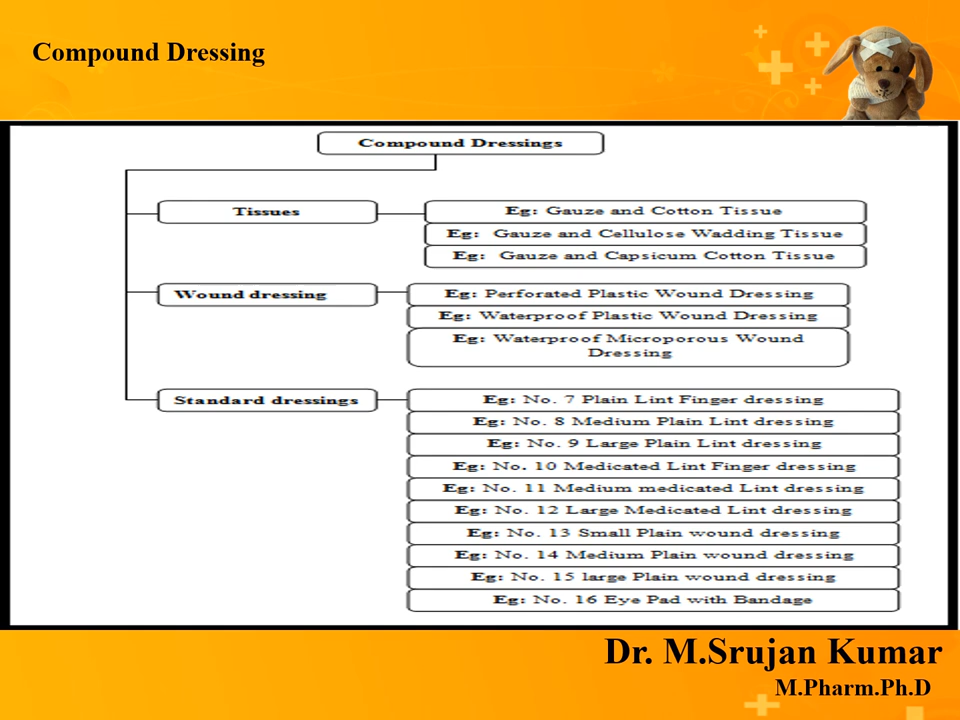 Compound Dressing
Compound Dressings
Tissues
Eg: Gauze and Cotton Tissue
Eg: Gauze and Cellulose Wadding Tissue
Eg: Gauze and Capsicum Cotton Tissue
Wound dressing
Eg: Perforated Plastic Wound Dressing
Eg: Waterproof Plastic Wound Dressing
Eg: Waterproof Microporous Wound
Dressing
Standard dressings
Eg: No. 7 Plain Lint Finger dressing
Eg: No. 8 Medium Plain Lint dressing
Eg: No. 9 Large Plain Lint dressing
Eg: No. 10 Medicated Lint Finger dressing
Eg: No. 11 Medium medicated Lint dressing
Eg: No. 12 Large Medicated Lint dressing
Eg: No. 13 Small Plain wound dressing
Eg: No. 14 Medium Plain wound dressing
Eg: No. 15 large Plain wound dressing
Eg: No. 16 Eye Pad with Bandage
Dr. M.Srujan Kumar
M.Pharm.Ph.D